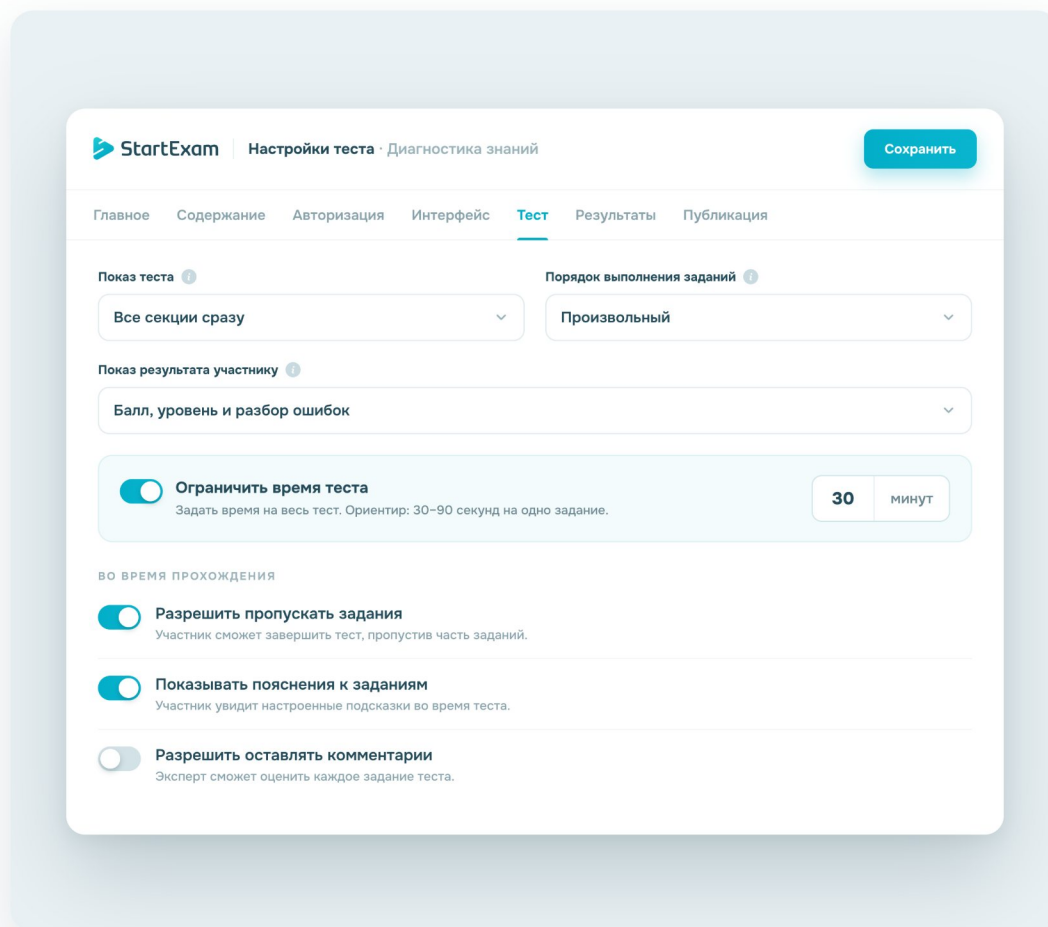 StartExam
Настройки теста · Диагностика знаний
Сохранить
Главное Содержание Авторизация Интерфейс Тест Результаты Публикация
Показ теста i
Порядок выполнения заданий i
Все секции сразу
Произвольный
Показ результата участнику i
Балл, уровень и разбор ошибок
Ограничить время теста
Задать время на весь тест. Ориентир: 30–90 секунд на одно задание.
30 минут
ВО ВРЕМЯ ПРОХОЖДЕНИЯ
Разрешить пропускать задания
Участник сможет завершить тест, пропустив часть заданий.
Показывать пояснения к заданиям
Участник увидит настроенные подсказки во время теста.
Разрешить оставлять комментарии
Эксперт сможет оценить каждое задание теста.